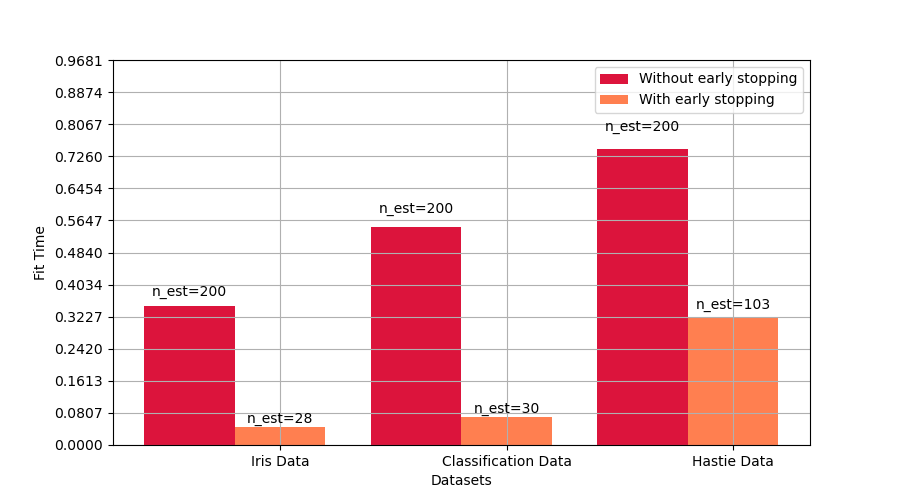 0.9681
0.8874
0.8067
0.7260
0.6454
0.5647
0.4840
0.4034
0.3227
0.2420
0.1613
0.0807
0.0000
Fit Time
Without early stopping
With early stopping
n_est=200
n_est=200
n_est=200
n_est=103
n_est=28
n_est=30
Iris Data
Classification Data
Hastie Data
Datasets